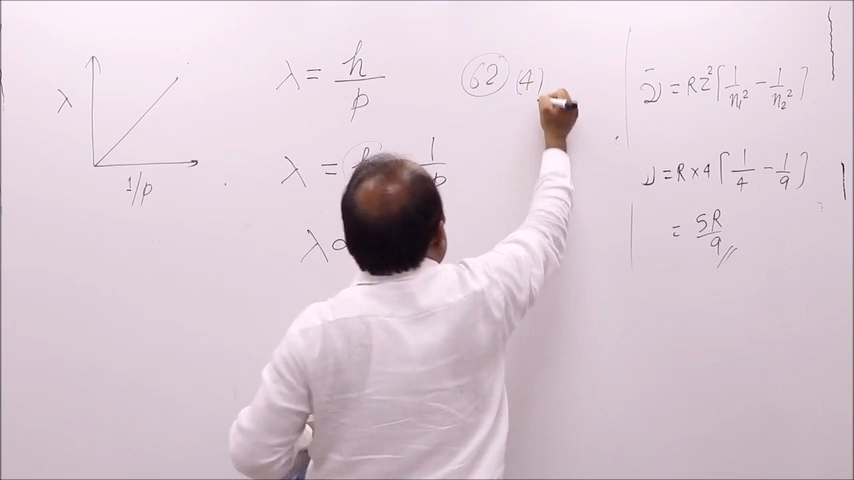 λ
1/p
λ = h/p
λ = 1/p
λ ∝
62 (4)
ν̄ = RZ² [1/n₁² − 1/n₂²]
ν = R × 4 [1/4 − 1/9]
= 5R/9 //